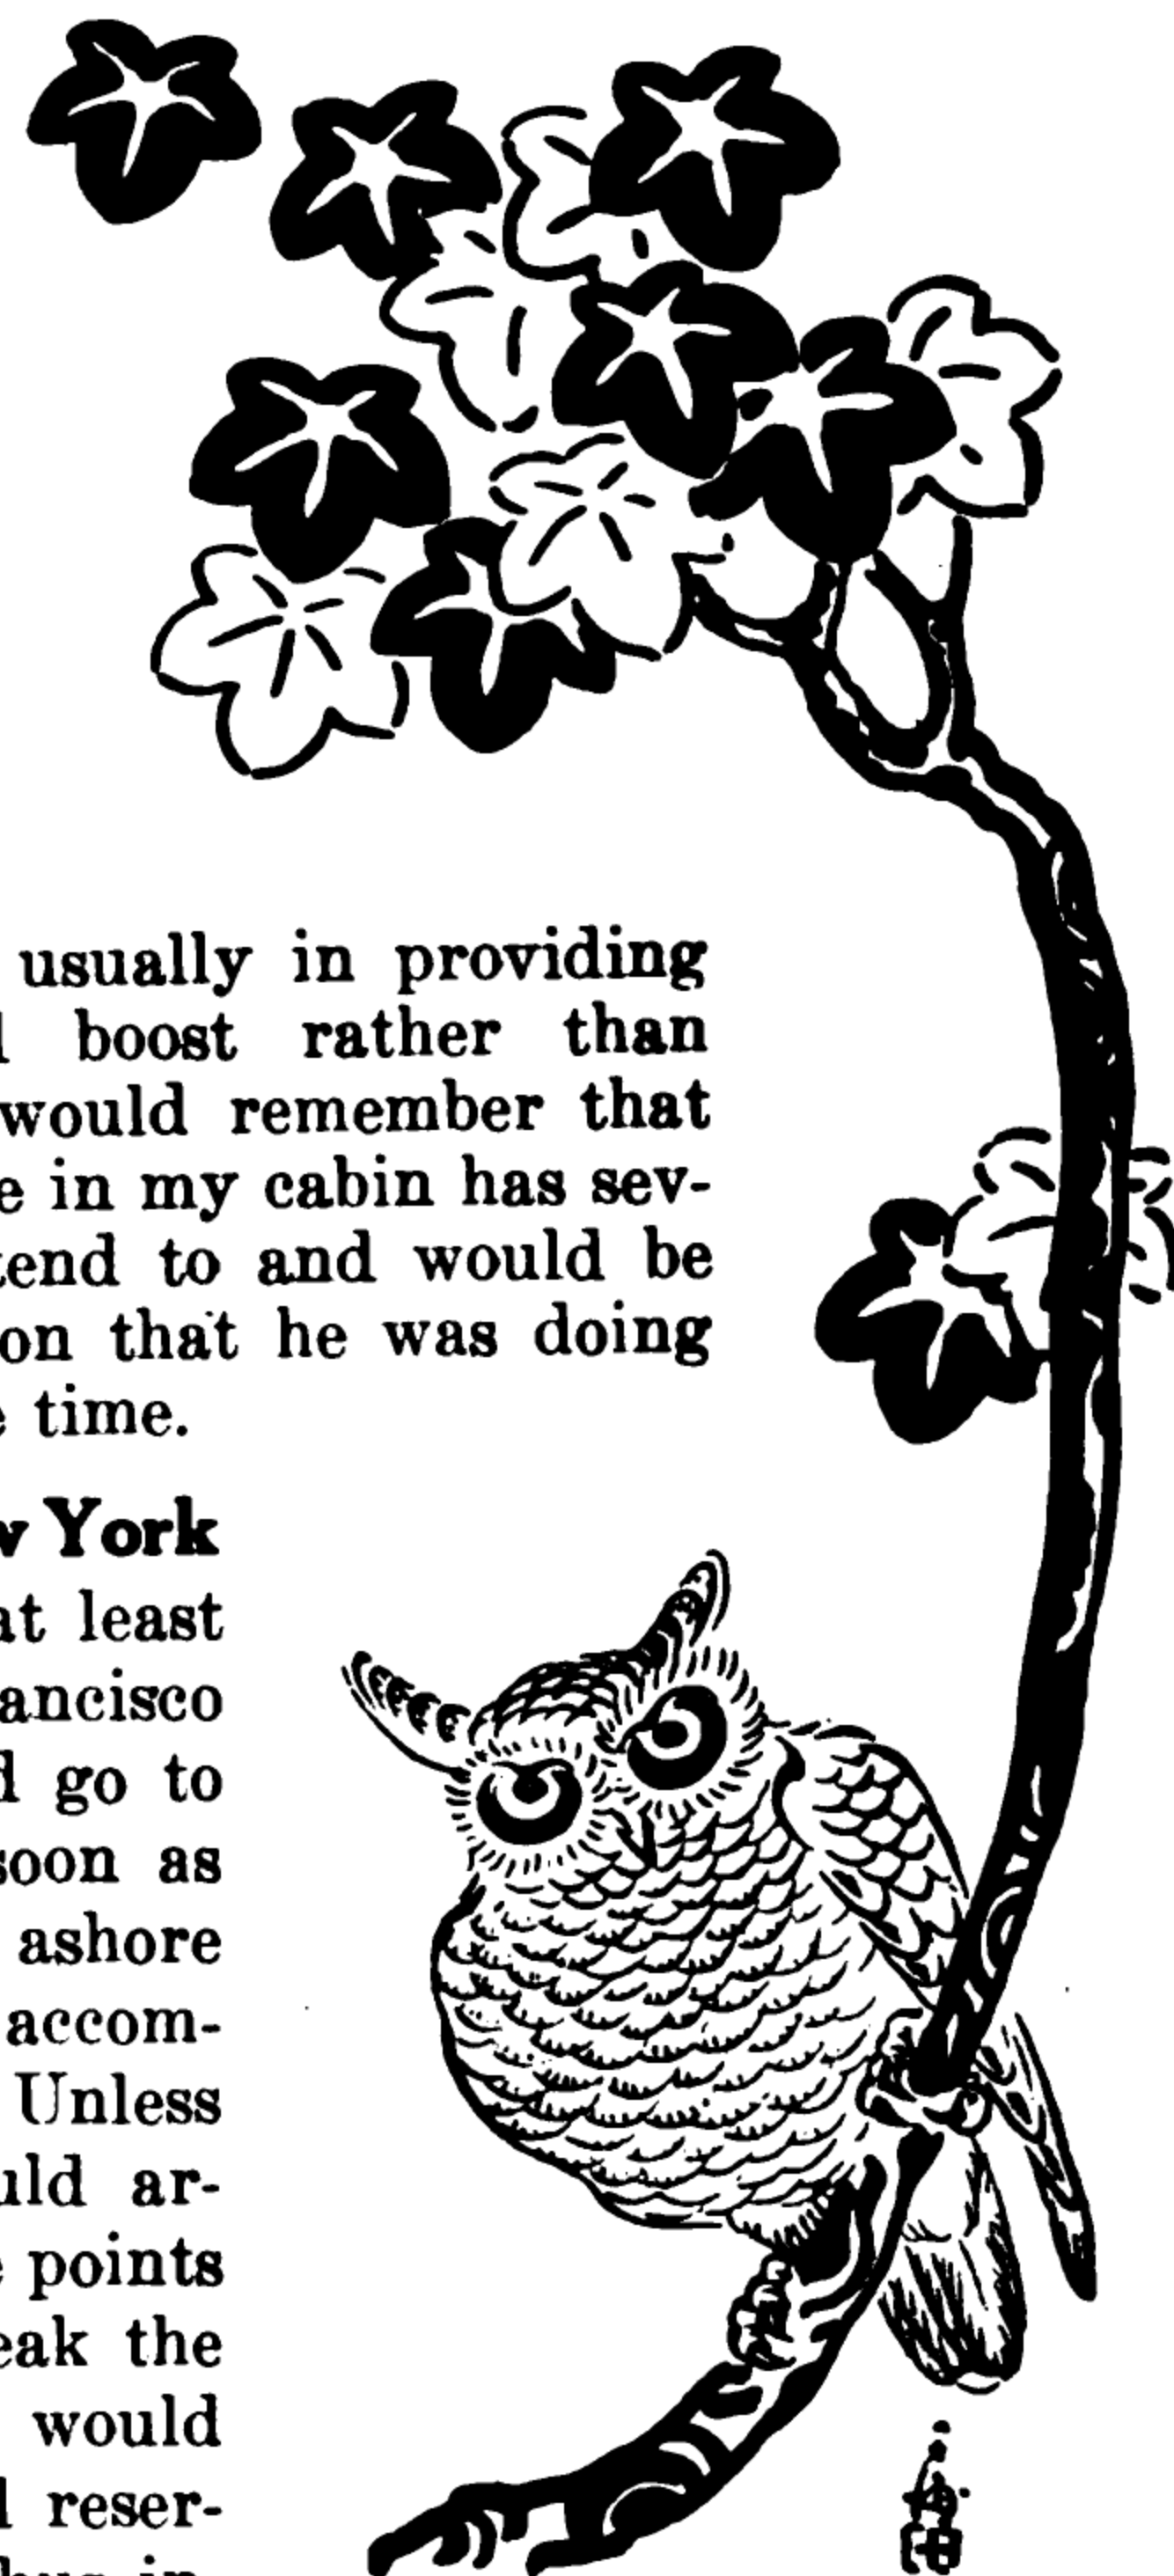 usually in providing
boost rather than
would remember that
e in my cabin has sev-
tend to and would be
on that he was doing
e time.
w York
at least
ancisco
d go to
soon as
ashore
accom-
Unless
uld ar-
e points
eak the
would
reser-